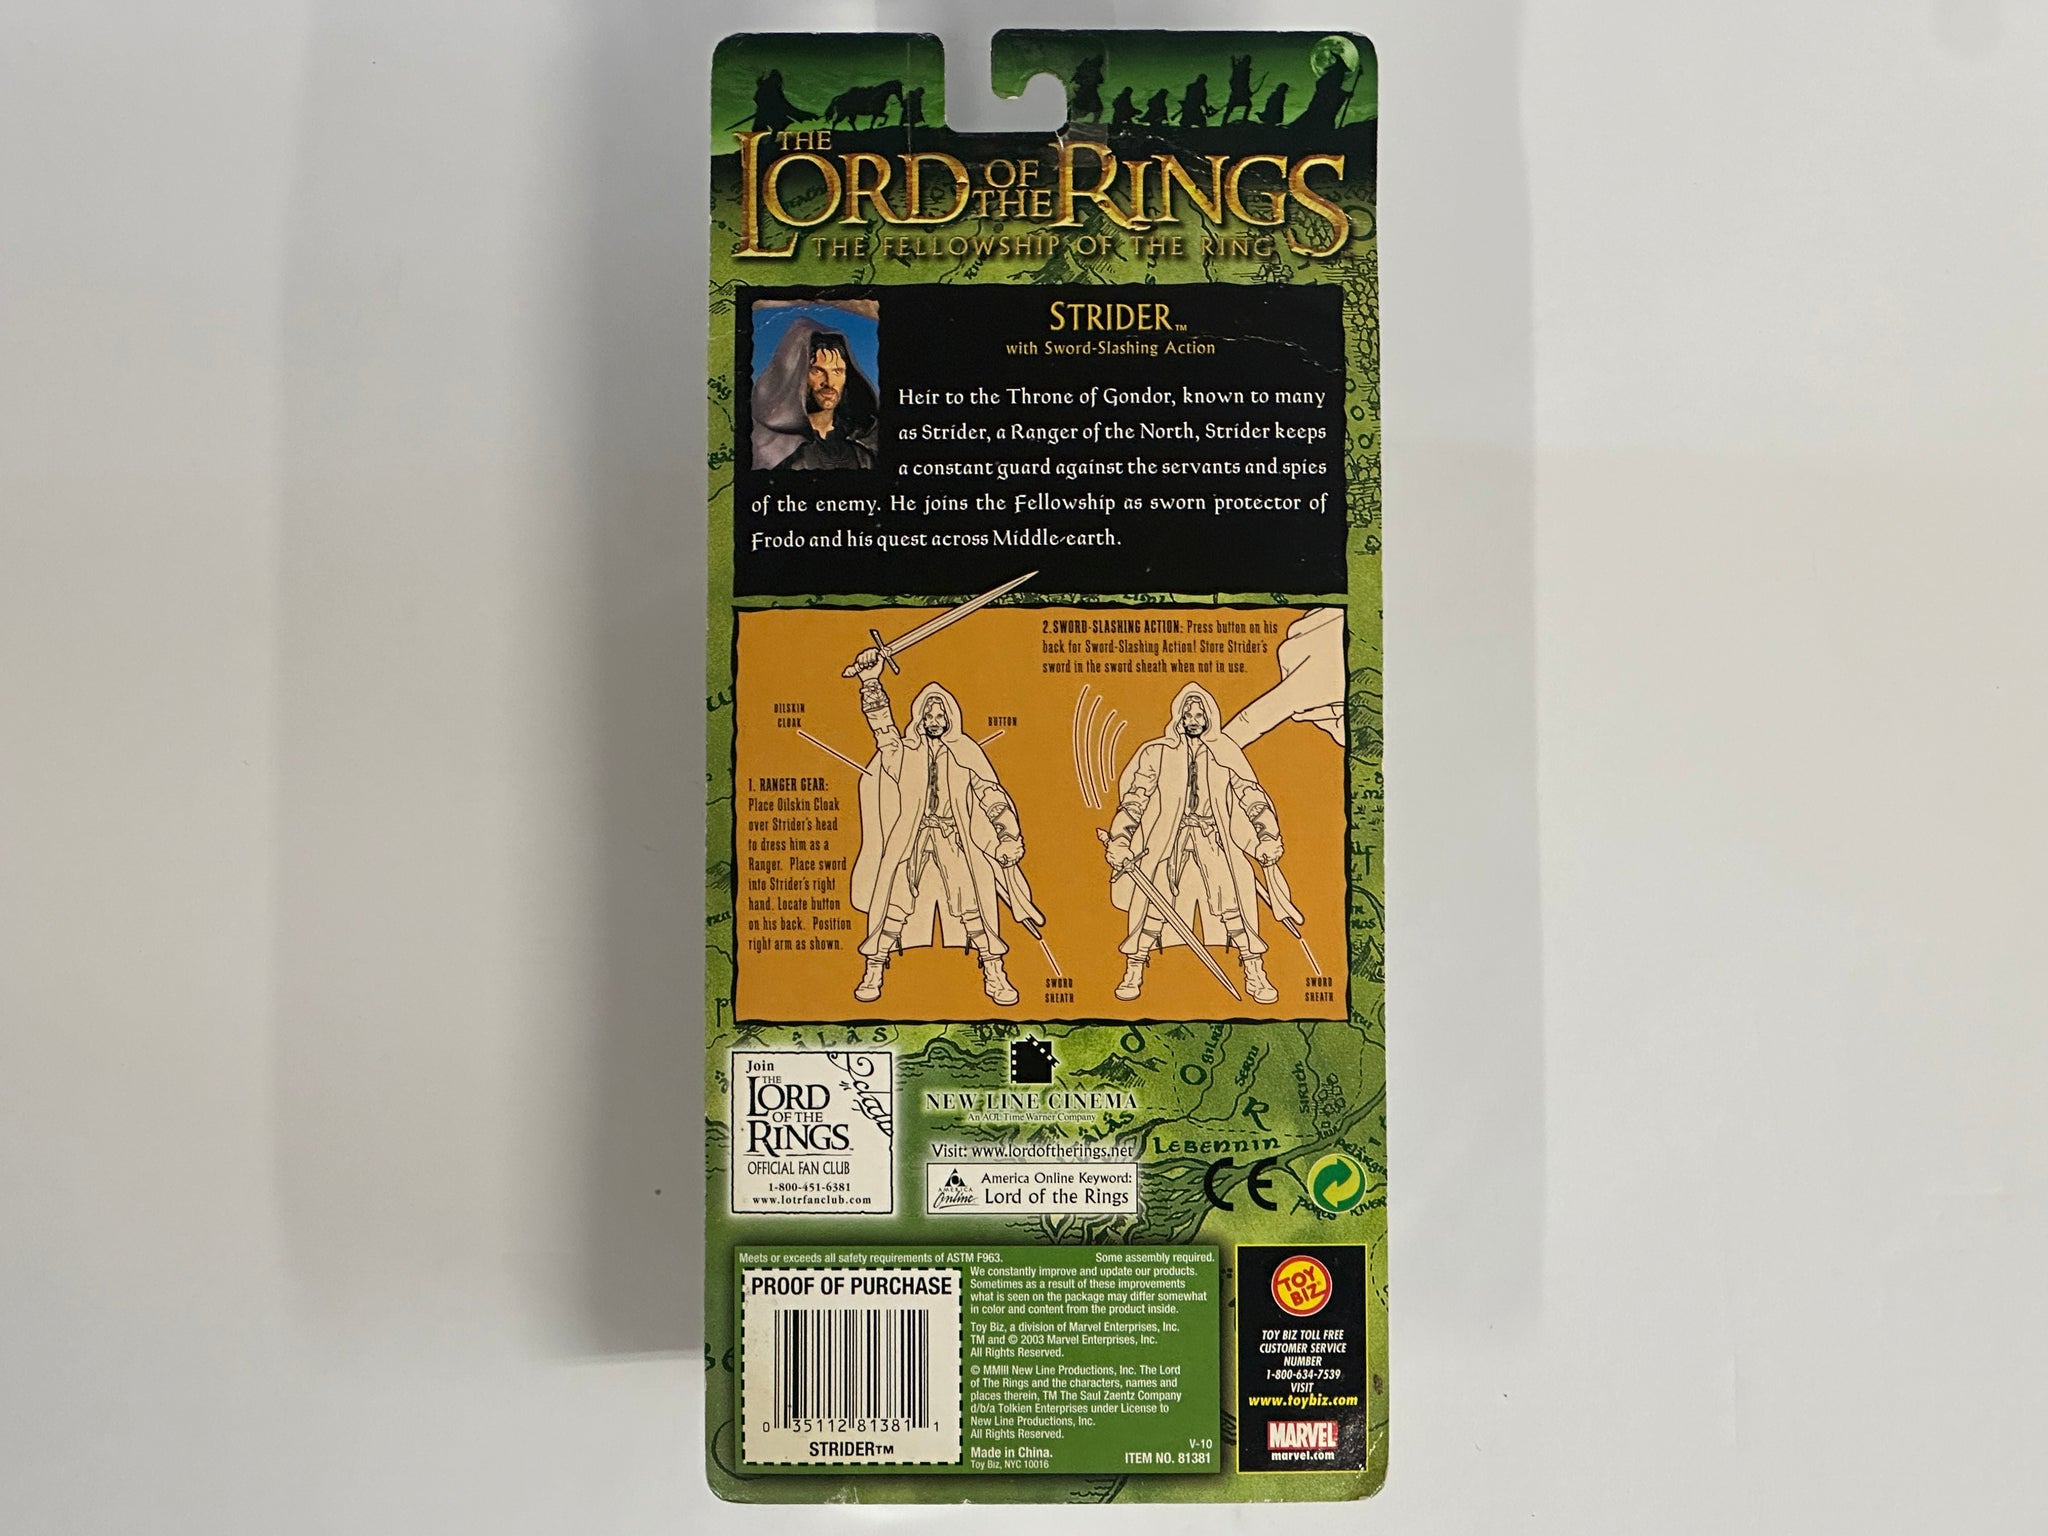 THE
LORD OF THE RINGS
THE FELLOWSHIP OF THE RING
STRIDER™
with Sword-Slashing Action
Heir to the Throne of Gondor, known to many
as Strider, a Ranger of the North, Strider keeps
a constant guard against the servants and spies
of the enemy. He joins the Fellowship as sworn protector of
Frodo and his quest across Middle-earth.
2.SWORD-SLASHING ACTION: Press button on his
back for Sword-Slashing Action! Store Strider's
sword in the sword sheath when not in use.
OILSKIN
CLOAK
BUTTON
1. RANGER GEAR:
Place Oilskin Cloak
over Strider's head
to dress him as a
Ranger. Place sword
into Strider's right
hand. Locate button
on his back. Position
right arm as shown.
SWORD
SHEATH
SWORD
SHEATH
Join
THE
LORD
OF THE
RINGS™
OFFICIAL FAN CLUB
1-800-451-6381
www.lotrfanclub.com
NEW LINE CINEMA
An AOL Time Warner Company
Visit: www.lordoftherings.net
AMERICA
Online
America Online Keyword:
Lord of the Rings
LEBENNIN
SERNI
SIRITH
POROS RIVER
CE
Meets or exceeds all safety requirements of ASTM F963.
Some assembly required.
PROOF OF PURCHASE
0 35112 81381 1
STRIDER™
We constantly improve and update our products.
Sometimes as a result of these improvements
what is seen on the package may differ somewhat
in color and content from the product inside.
Toy Biz, a division of Marvel Enterprises, Inc.
TM and © 2003 Marvel Enterprises, Inc.
All Rights Reserved.
© MMIII New Line Productions, Inc. The Lord
of The Rings and the characters, names and
places therein, TM The Saul Zaentz Company
d/b/a Tolkien Enterprises under License to
New Line Productions, Inc.
All Rights Reserved.
Made in China.
Toy Biz, NYC 10016
V-10
ITEM NO. 81381
TOY
BIZ®
TOY BIZ TOLL FREE
CUSTOMER SERVICE
NUMBER
1-800-634-7539
VISIT
www.toybiz.com
MARVEL
marvel.com